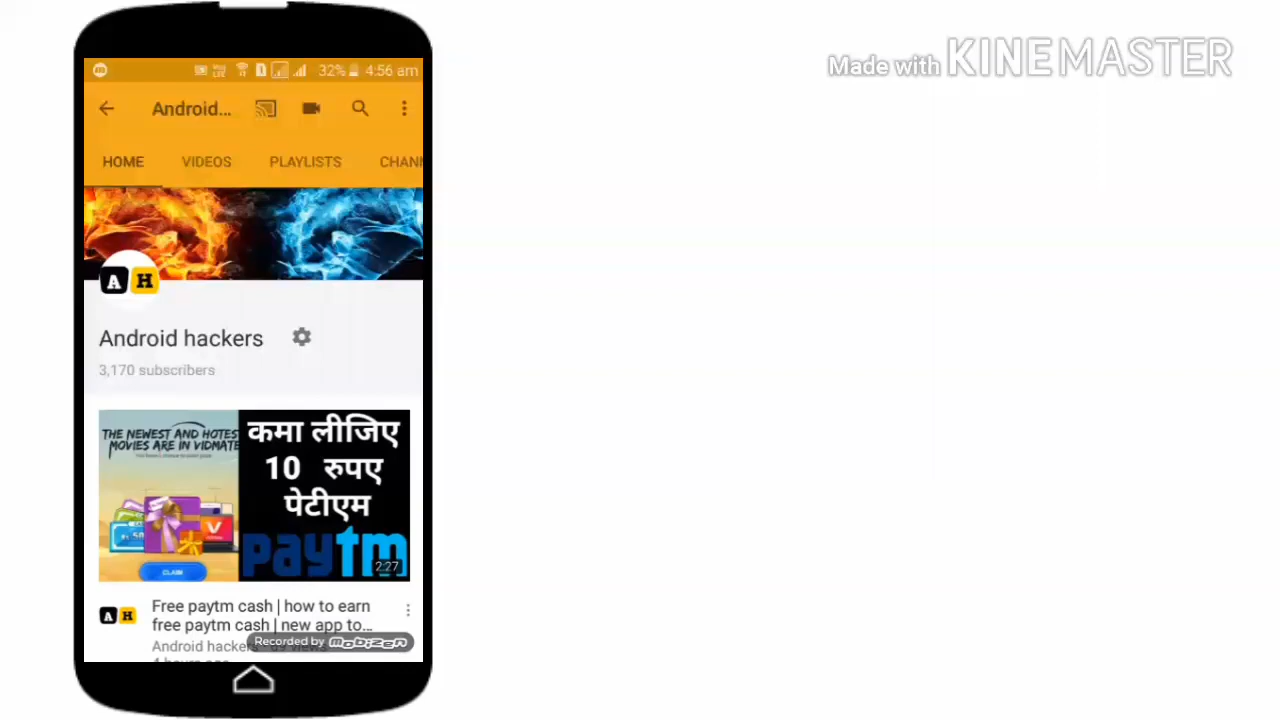 Made with KINEMASTER
32% 4:56 am
Android...
HOME VIDEOS PLAYLISTS CHAN
A H
Android hackers
3,170 subscribers
THE NEWEST AND HOTES
MOVIES ARE IN VIDMATE
कमा लीजिए
10 रुपए
पेटीएम
paytm
CLAIM
2:27
A H
Free paytm cash | how to earn
free paytm cash | new app to...
Recorded by mobizen
Android hackers